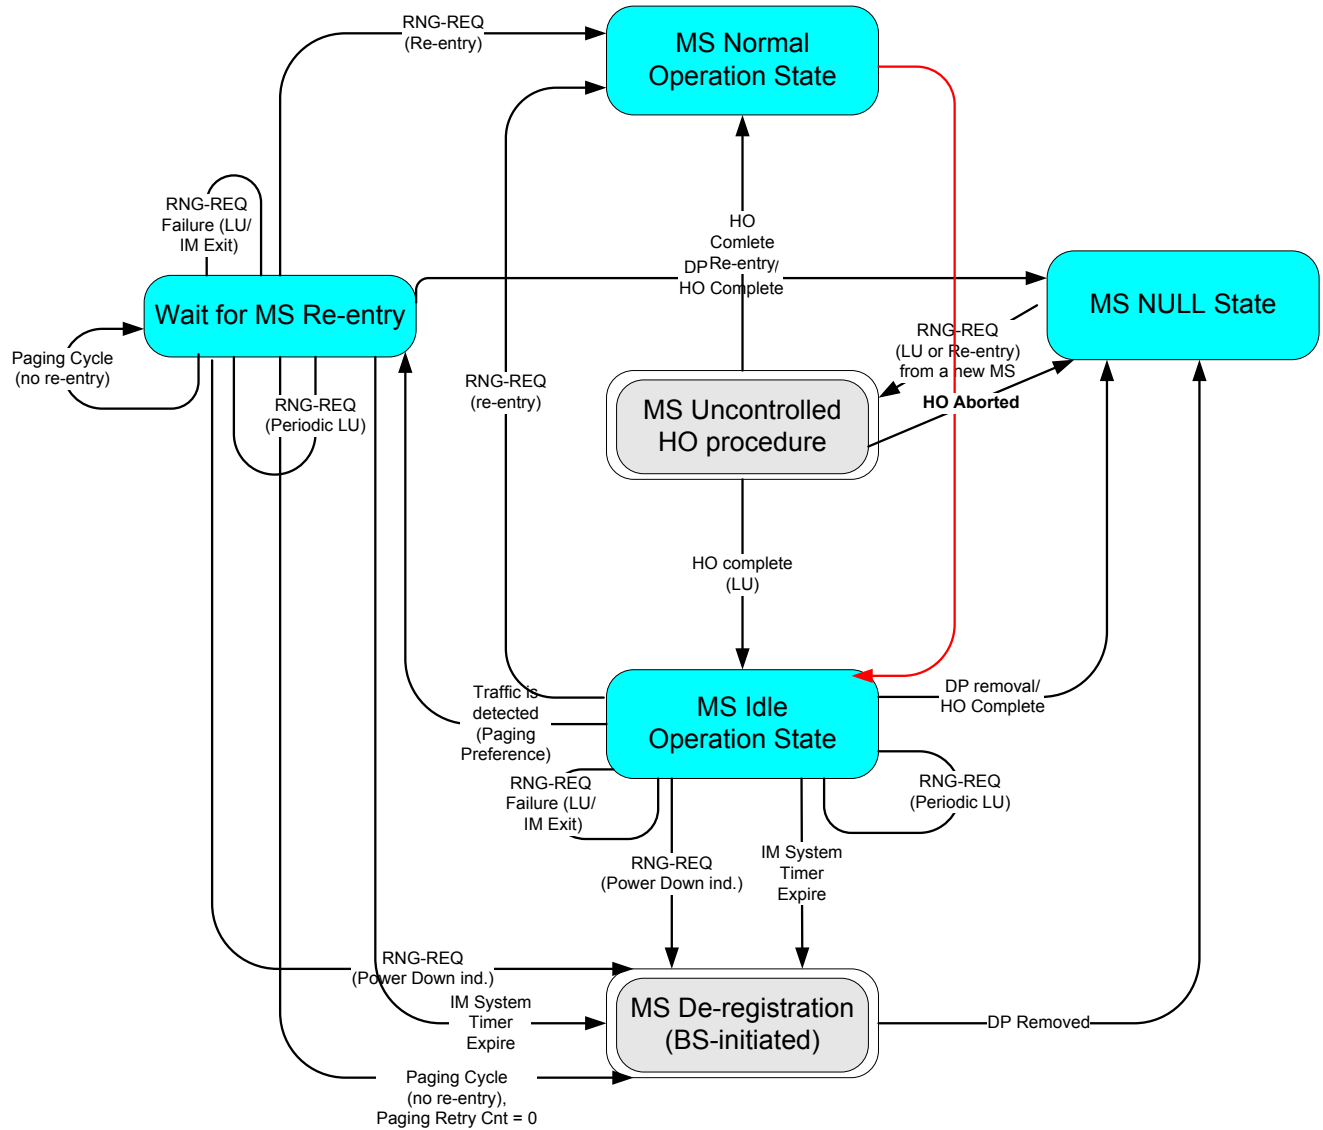 RNG-REQ
(Re-entry)
MS Normal
Operation State
RNG-REQ
Failure (LU/
IM Exit)
HO
Comlete
Re-entry/
DP
HO Complete
Wait for MS Re-entry
MS NULL State
Paging Cycle
(no re-entry)
RNG-REQ
(Periodic LU)
RNG-REQ
(re-entry)
RNG-REQ
(LU or Re-entry)
from a new MS
HO Aborted
MS Uncontrolled
HO procedure
HO complete
(LU)
Traffic is
detected
(Paging
Preference)
MS Idle
Operation State
DP removal/
HO Complete
RNG-REQ
Failure (LU/
IM Exit)
RNG-REQ
(Periodic LU)
RNG-REQ
(Power Down ind.)
IM System
Timer
Expire
RNG-REQ
(Power Down ind.)
IM System
Timer
Expire
MS De-registration
(BS-initiated)
DP Removed
Paging Cycle
(no re-entry),
Paging Retry Cnt = 0